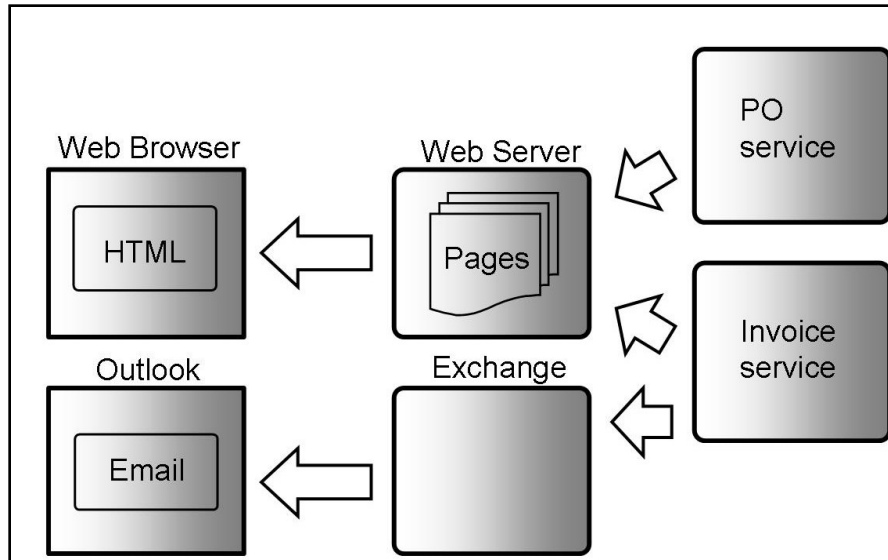 PO
service
Web Browser
Web Server
HTML
Pages
Invoice
service
Outlook
Exchange
Email